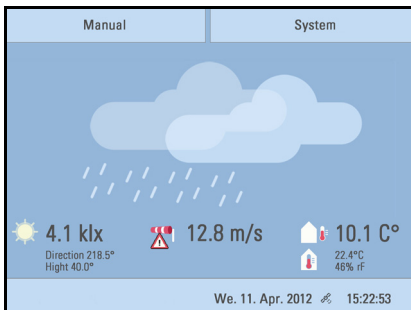 Manual
System
4.1 klx
12.8 m/s
10.1 C°
Direction 218.5°
Hight 40.0°
22.4°C
46% rF
We. 11. Apr. 2012
15:22:53